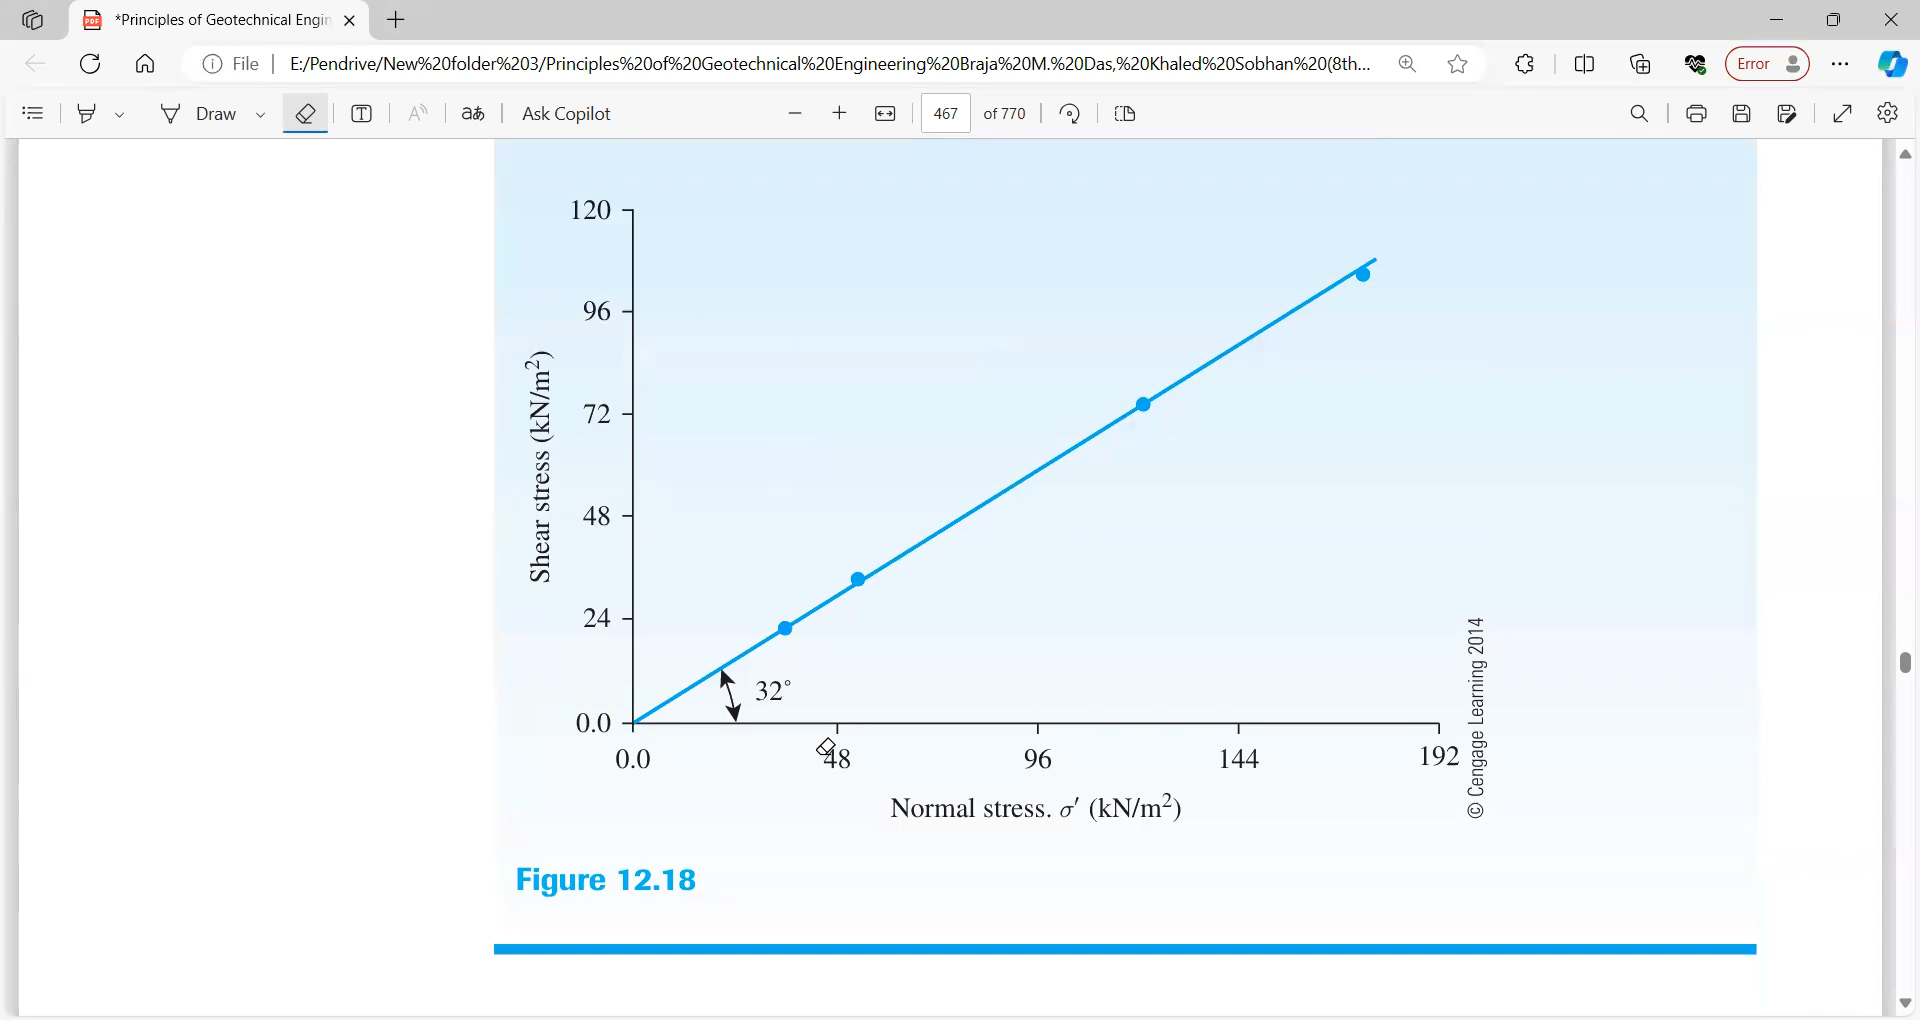 *Principles of Geotechnical Engin
File
E:/Pendrive/New%20folder%203/Principles%20of%20Geotechnical%20Engineering%20Braja%20M.%20Das,%20Khaled%20Sobhan%20(8th...
Error
Draw
aあ
Ask Copilot
467 of 770
120
96
72
48
24
0.0
Shear stress (kN/m²)
32°
0.0 48 96 144 192
Normal stress. σ′ (kN/m²)
© Cengage Learning 2014
Figure 12.18